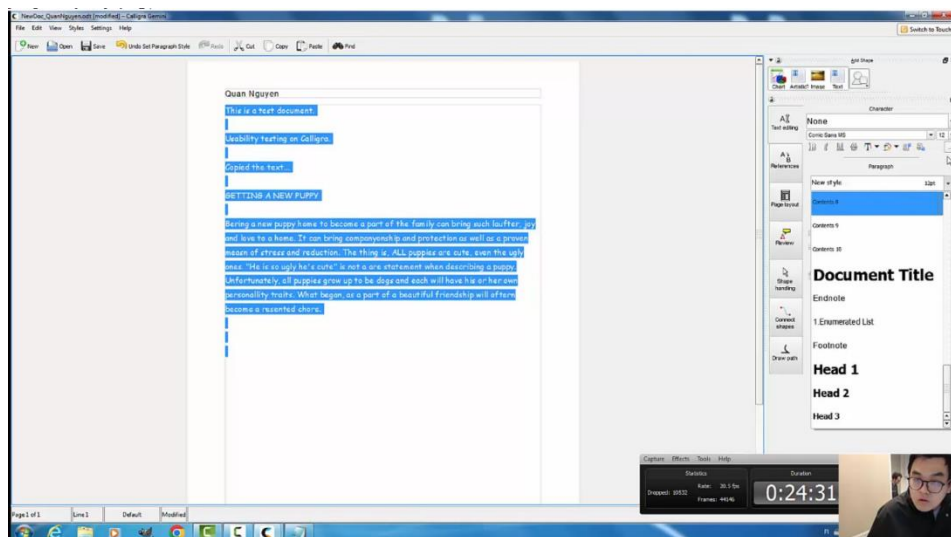 NewDoc_QuanNguyen.odt [modified] – Calligra Gemini
File Edit View Styles Settings Help
Switch to Touch
New Open Save Undo Set Paragraph Style Redo Cut Copy Paste Find
Add Shape
Chart Artistic! Image Text
Quan Nguyen
This is a test document.
Usability testing on Calligra.
Copied the text...
GETTING A NEW PUPPY
Bering a new puppy home to become a part of the family can bring such laufter, joy
and love to a home. It can bring companyonship and protection as well as a proven
measn of stress and reduction. The thing is, ALL puppies are cute, even the ugly
ones. "He is so ugly he's cute" is not a are statement when describing a puppy.
Unfortunately, all puppies grow up to be dogs and each will have his or her own
personallity traits. What began, as a part of a beautiful friendship will oftern
become a resented chore.
Text editing
References
Page layout
Review
Shape handling
Connect shapes
Draw path
Character
None
Comic Sans MS 12
Paragraph
New style 12pt
Contents 8
Contents 9
Contents 10
Document Title
Endnote
1.Enumerated List
Footnote
Head 1
Head 2
Head 3
Capture Effects Tools Help
Statistics Duration
Dropped: 10532 Rate: 20.5 fps
Frames: 44146
0:24:31
Page 1 of 1 Line 1 Default Modified